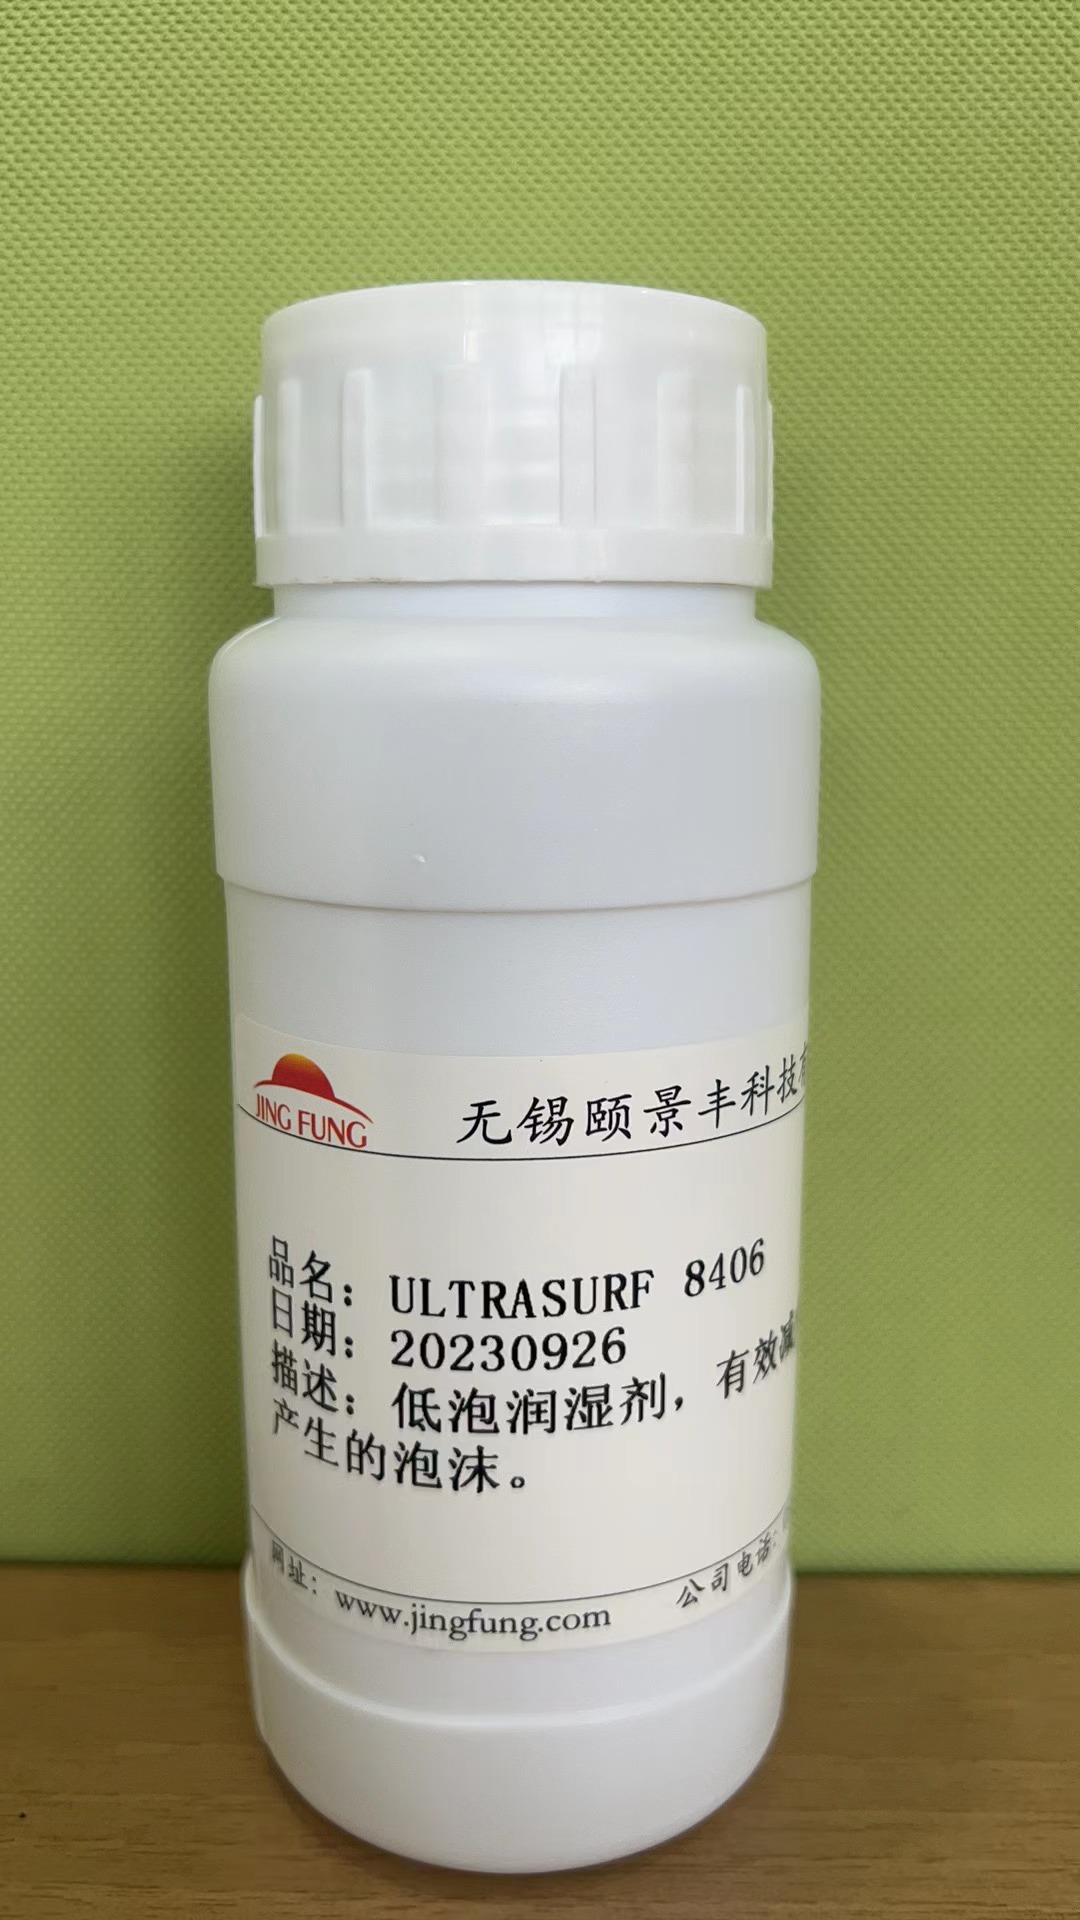 JING FUNG
无锡颐景丰科技
品名：ULTRASURF 8406
日期：20230926
描述：低泡润湿剂，有效减
产生的泡沫。
网址：www.jingfung.com
公司电话：